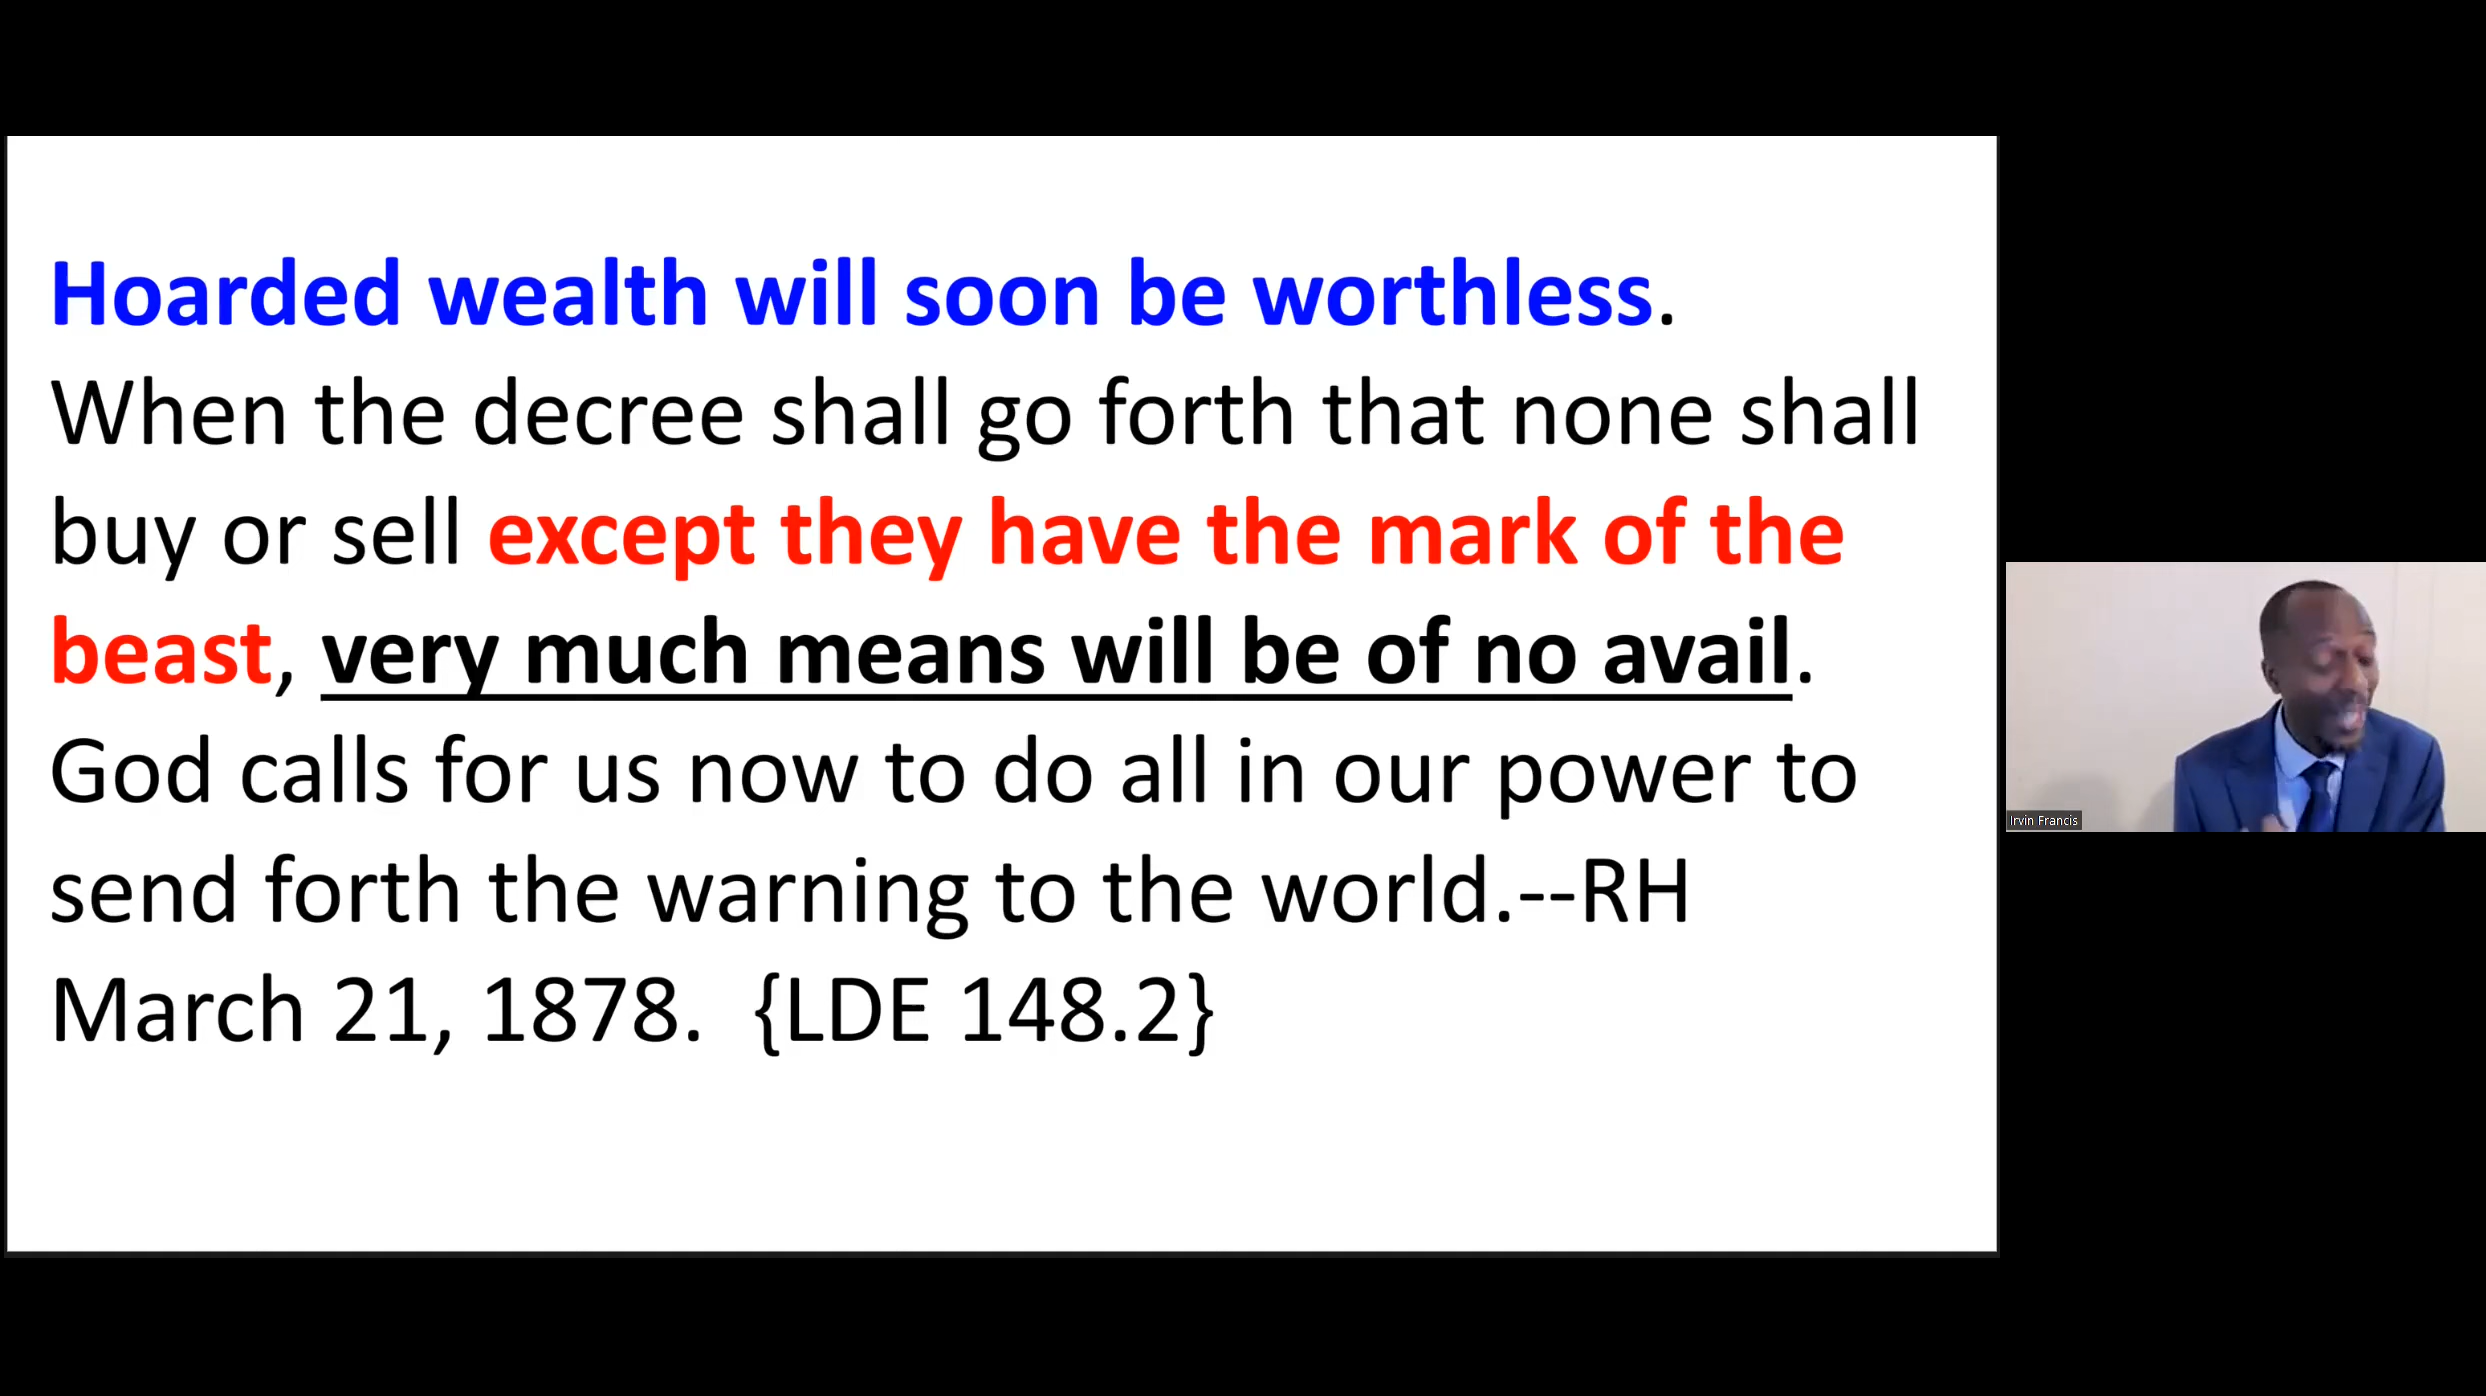 Hoarded wealth will soon be worthless.
When the decree shall go forth that none shall
buy or sell except they have the mark of the
beast, very much means will be of no avail.
God calls for us now to do all in our power to
send forth the warning to the world.--RH
March 21, 1878.  {LDE 148.2}
Irvin Francis